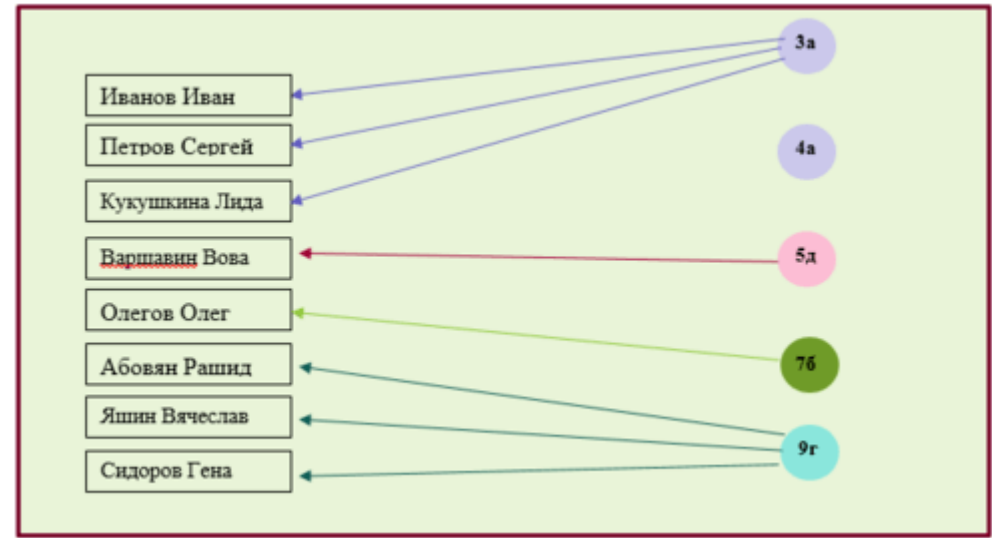 3а
Иванов Иван
Петров Сергей
4а
Кукушкина Лида
Варшавин Вова
5д
Олегов Олег
7б
Абовян Рашид
Яшин Вячеслав
9г
Сидоров Гена